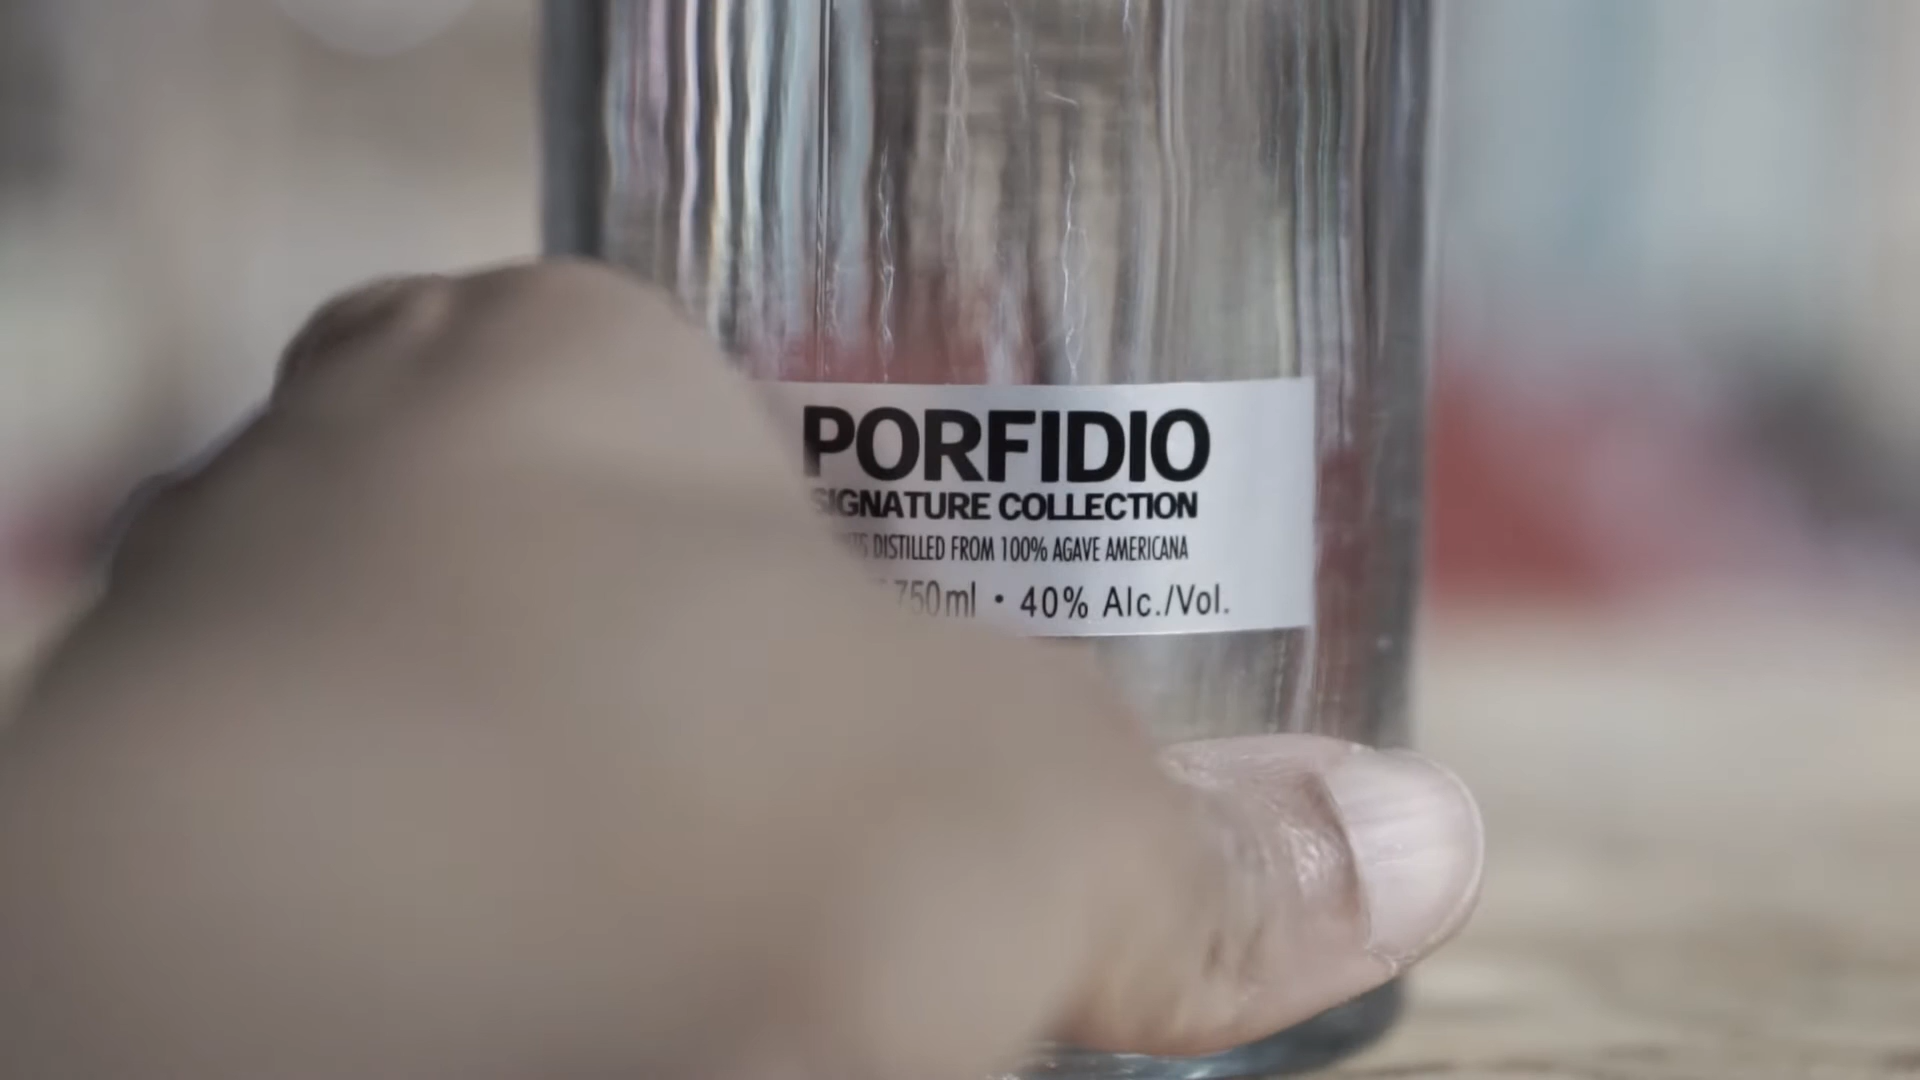 PORFIDIO
SIGNATURE COLLECTION
DISTILLED FROM 100% AGAVE AMERICANA
750ml • 40% Alc./Vol.